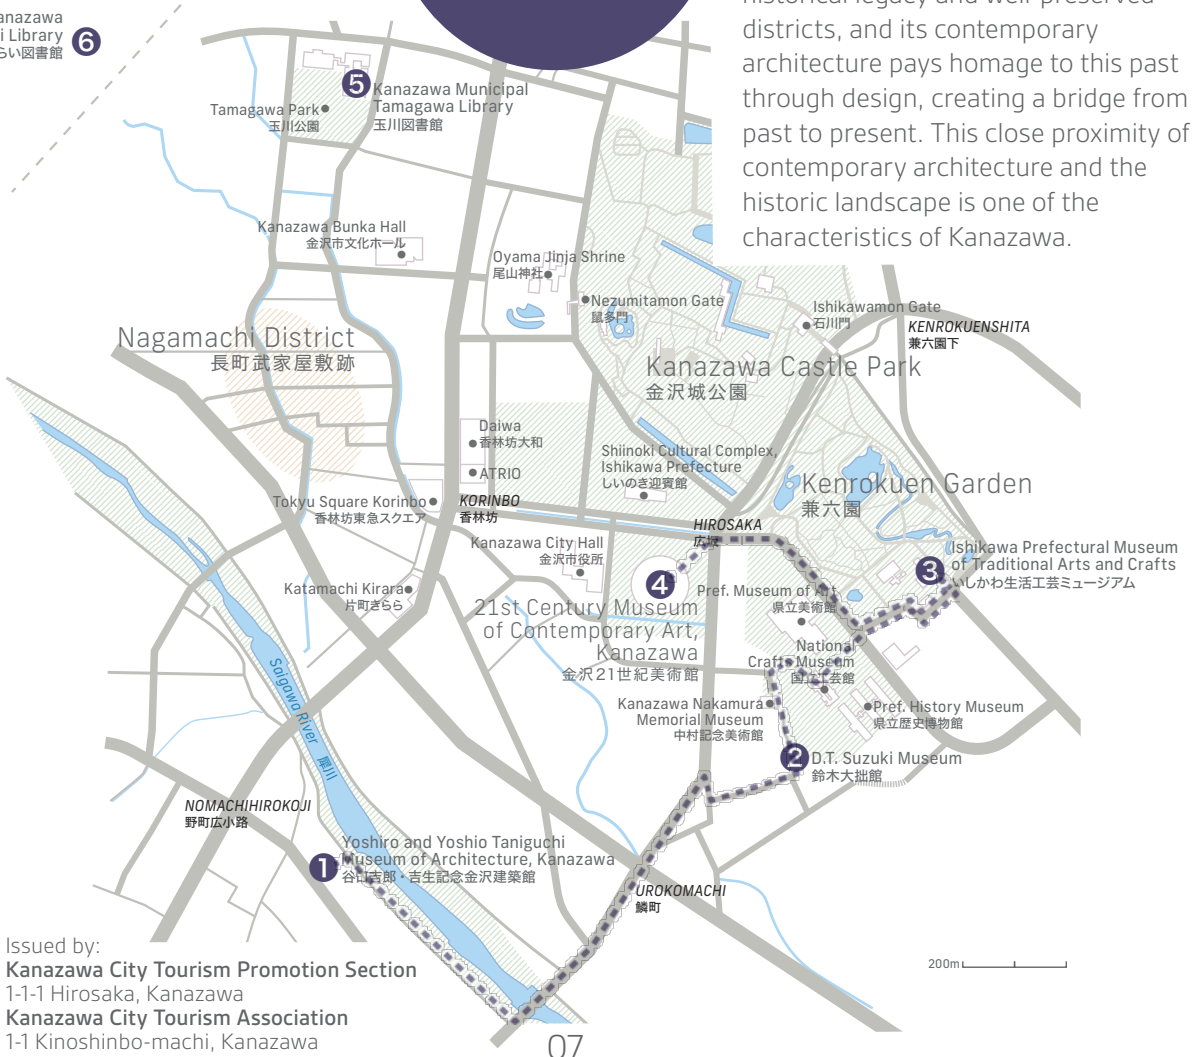 historical legacy and well-preserved
districts, and its contemporary
architecture pays homage to this past
through design, creating a bridge from
past to present. This close proximity of
contemporary architecture and the
historic landscape is one of the
characteristics of Kanazawa.
Kanazawa
i Library
らい図書館
6
5
Kanazawa Municipal
Tamagawa Library
玉川図書館
Tamagawa Park
玉川公園
Kanazawa Bunka Hall
金沢市文化ホール
Oyama Jinja Shrine
尾山神社
Nezumitamon Gate
鼠多門
Ishikawamon Gate
石川門
KENROKUENSHITA
兼六園下
Nagamachi District
長町武家屋敷跡
Kanazawa Castle Park
金沢城公園
Daiwa
香林坊大和
ATRIO
Shiinoki Cultural Complex,
Ishikawa Prefecture
しいのき迎賓館
Kenrokuen Garden
兼六園
Tokyu Square Korinbo
香林坊東急スクエア
KORINBO
香林坊
HIROSAKA
広坂
Kanazawa City Hall
金沢市役所
3
Ishikawa Prefectural Museum
of Traditional Arts and Crafts
いしかわ生活工芸ミュージアム
Katamachi Kirara
片町きらら
4
21st Century Museum
of Contemporary Art,
Kanazawa
金沢21世紀美術館
Pref. Museum of Art
県立美術館
National
Crafts Museum
国立工芸館
Kanazawa Nakamura
Memorial Museum
中村記念美術館
Pref. History Museum
県立歴史博物館
2
D.T. Suzuki Museum
鈴木大拙館
Saigawa River 犀川
NOMACHIHIROKOJI
野町広小路
1
Yoshiro and Yoshio Taniguchi
Museum of Architecture, Kanazawa
谷口吉郎・吉生記念金沢建築館
UROKOMACHI
鱗町
200m
Issued by:
Kanazawa City Tourism Promotion Section
1-1-1 Hirosaka, Kanazawa
Kanazawa City Tourism Association
1-1 Kinoshinbo-machi, Kanazawa
07